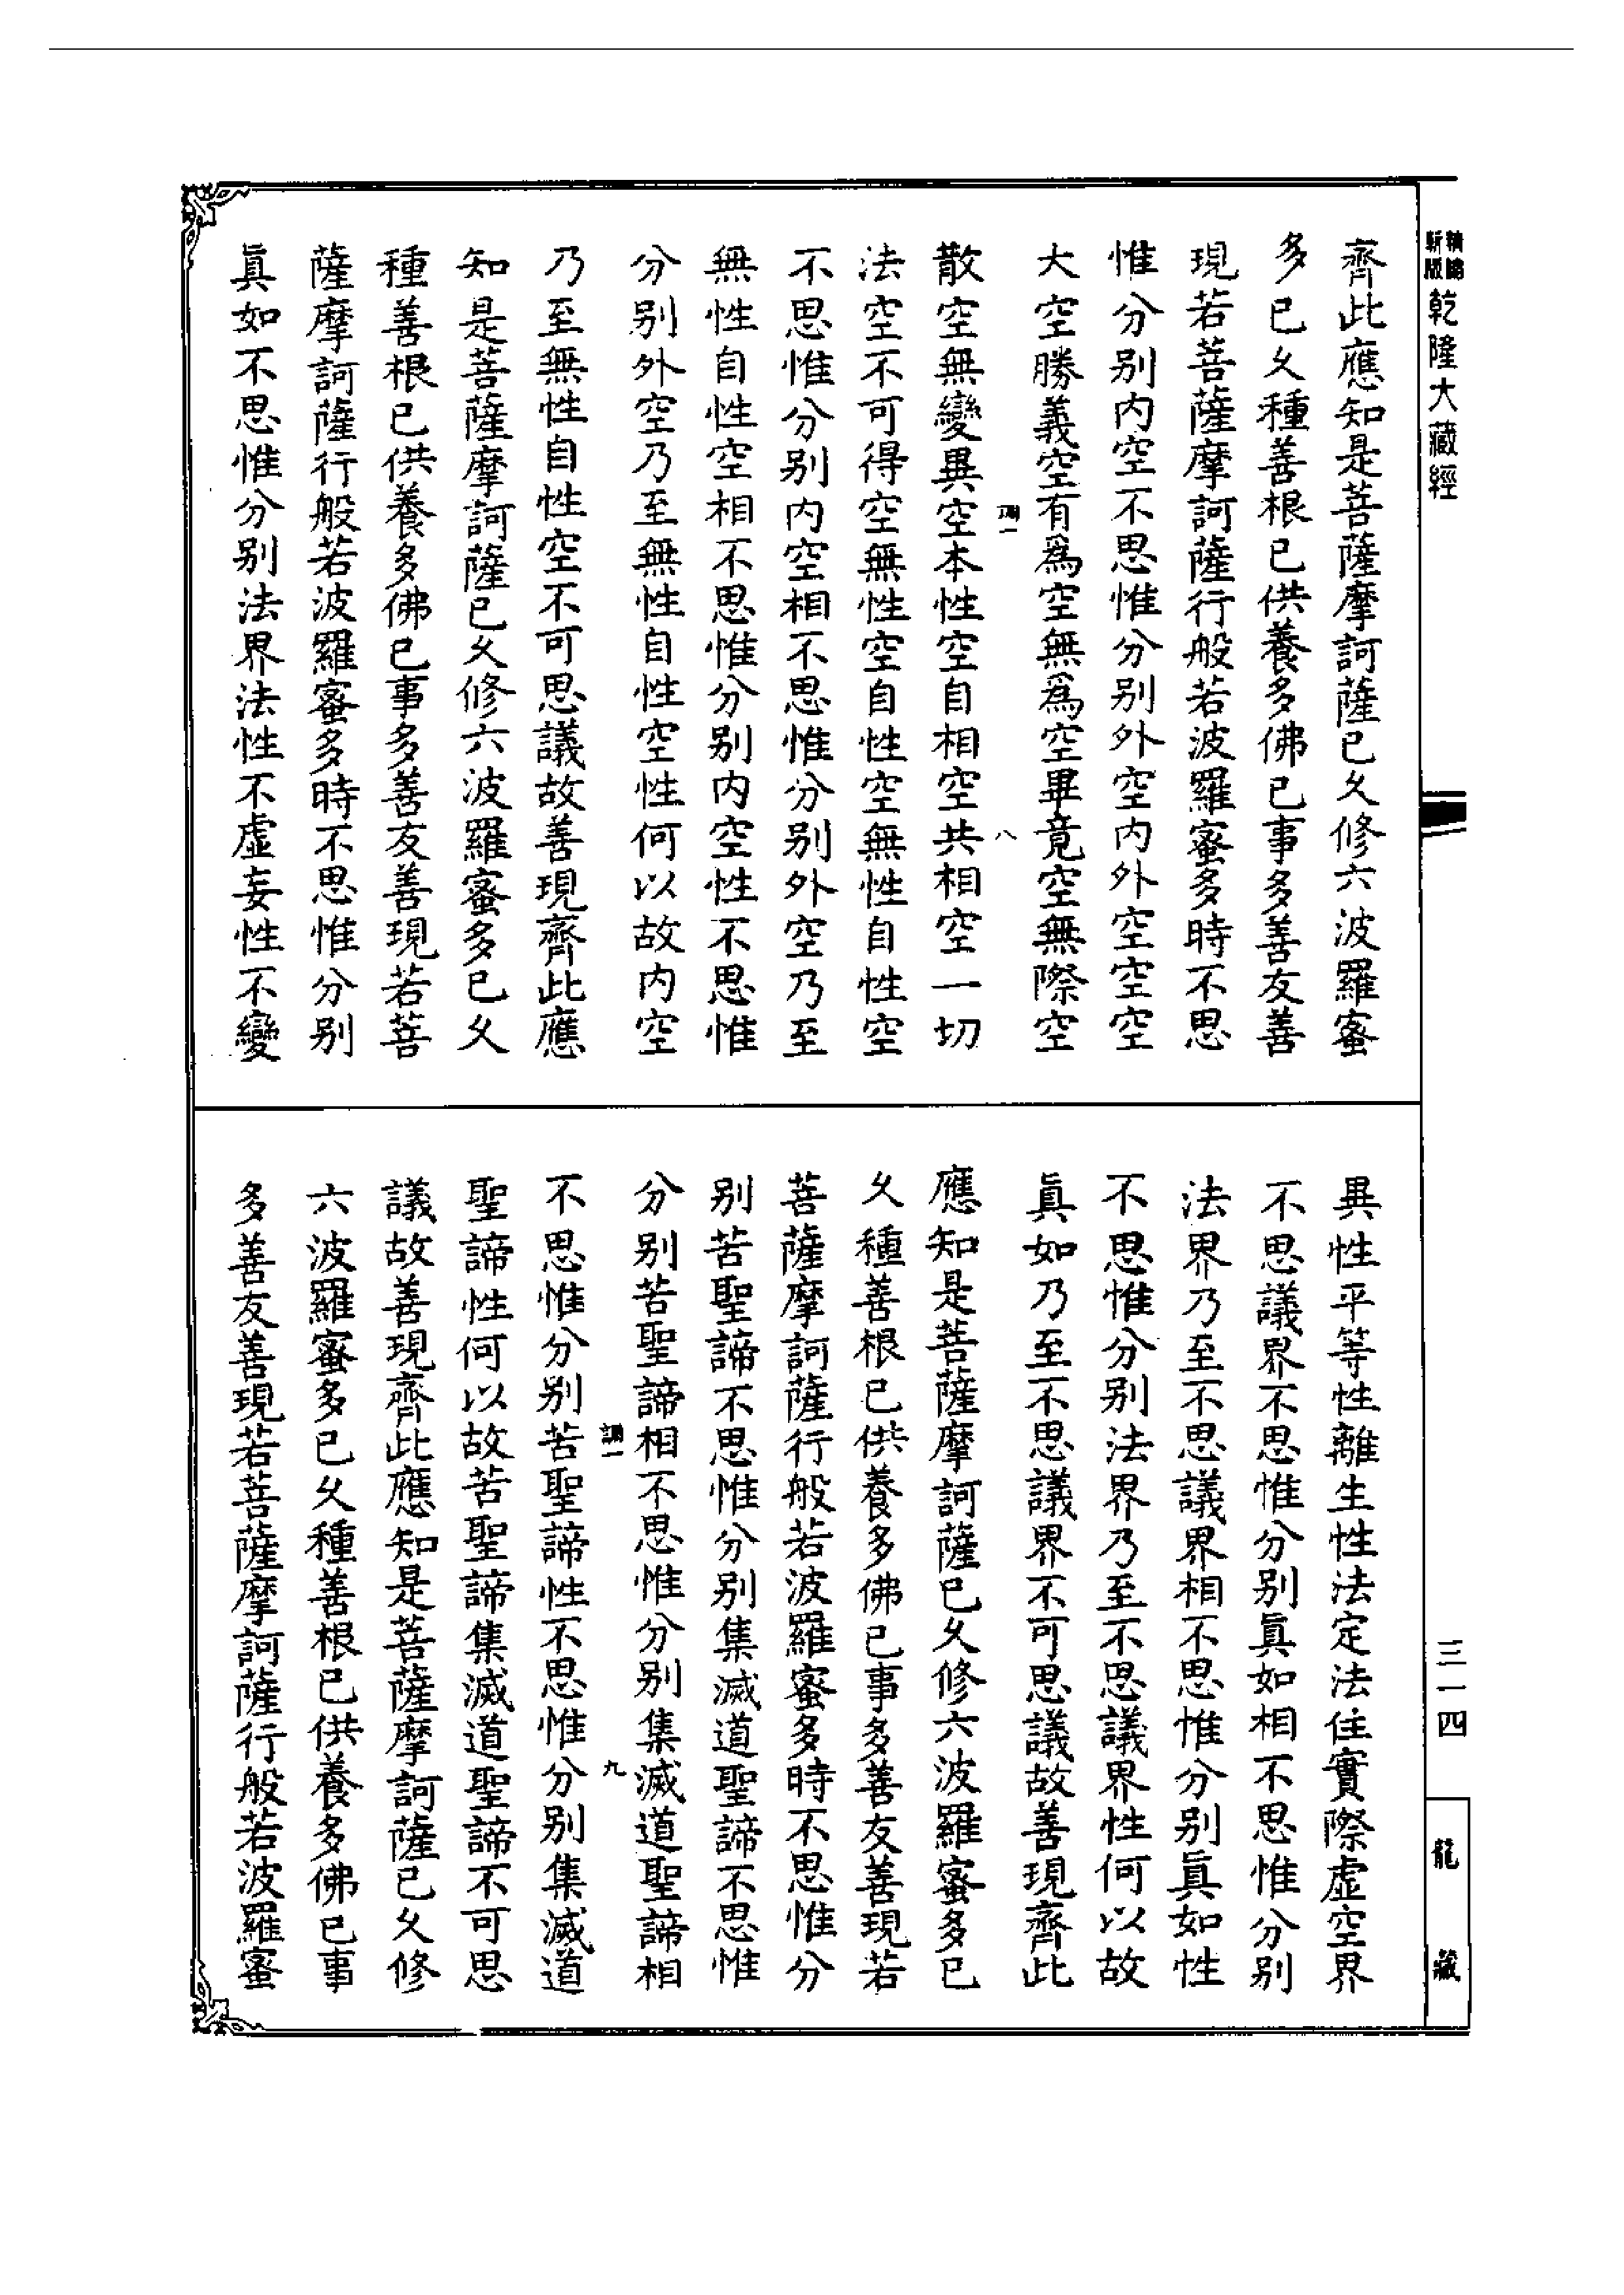 乾隆大藏經
齊此應知是菩薩摩訶薩已久修六波羅蜜
多已久種善根已供養多佛已事多善友善
現若菩薩摩訶薩行般若波羅蜜多時不思
惟分別內空不思惟分別外空內外空空空
大空勝義空有為空無為空畢竟空無際空
調一
八
散空無變異空本性空自相空共相空一切
法空不可得空無性空自性空無性自性空
不思惟分別內空相不思惟分別外空乃至
無性自性空相不思惟分別內空性不思惟
分別外空乃至無性自性空性何以故內空
乃至無性自性空不可思議故善現齊此應
知是菩薩摩訶薩已久修六波羅蜜多已久
種善根已供養多佛已事多善友善現若菩
薩摩訶薩行般若波羅蜜多時不思惟分別
真如不思惟分別法界法性不虛妄性不變
異性平等性離生性法定法住實際虛空界
不思議界不思惟分別真如相不思惟分別
法界乃至不思議界相不思惟分別真如性
不思惟分別法界乃至不思議界性何以故
真如乃至不思議界不可思議故善現齊此
應知是菩薩摩訶薩已久修六波羅蜜多已
久種善根已供養多佛已事多善友善現若
菩薩摩訶薩行般若波羅蜜多時不思惟分
別苦聖諦不思惟分別集滅道聖諦不思惟
分別苦聖諦相不思惟分別集滅道聖諦相
調一
九
不思惟分別苦聖諦性不思惟分別集滅道
聖諦性何以故苦聖諦集滅道聖諦不可思
議故善現齊此應知是菩薩摩訶薩已久修
六波羅蜜多已久種善根已供養多佛已事
多善友善現若菩薩摩訶薩行般若波羅蜜
三一四
龍藏